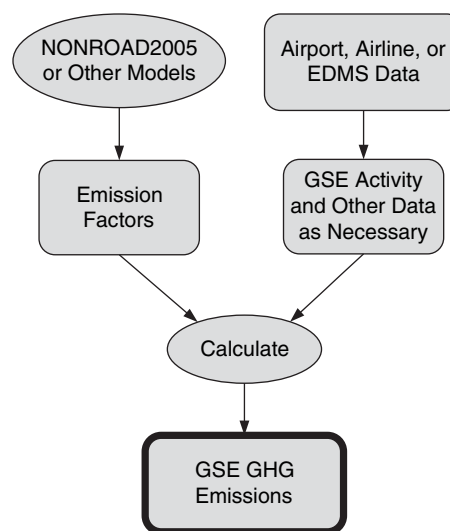 NONROAD2005
or Other Models
Airport, Airline, or
EDMS Data
Emission
Factors
GSE Activity
and Other Data
as Necessary
Calculate
GSE GHG
Emissions